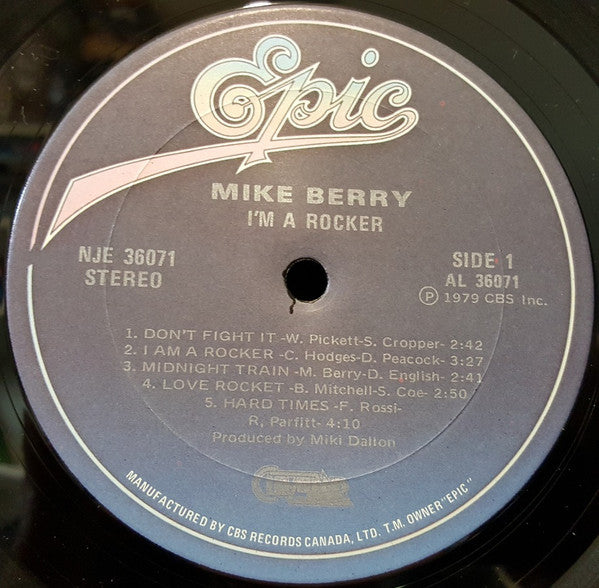 Epic
MIKE BERRY
I'M A ROCKER
NJE 36071
STEREO
SIDE 1
AL 36071
Ⓟ 1979 CBS Inc.
1. DON'T FIGHT IT -W. Pickett-S. Cropper- 2:42
2. I AM A ROCKER -C. Hodges-D. Peacock- 3:27
3. MIDNIGHT TRAIN -M. Berry-D. English- 2:41
4. LOVE ROCKET -B. Mitchell-S. Coe- 2:50
5. HARD TIMES -F. Rossi-
R, Parfitt- 4:10
Produced by Miki Dallon
MANUFACTURED BY CBS RECORDS CANADA, LTD. T.M. OWNER "EPIC"